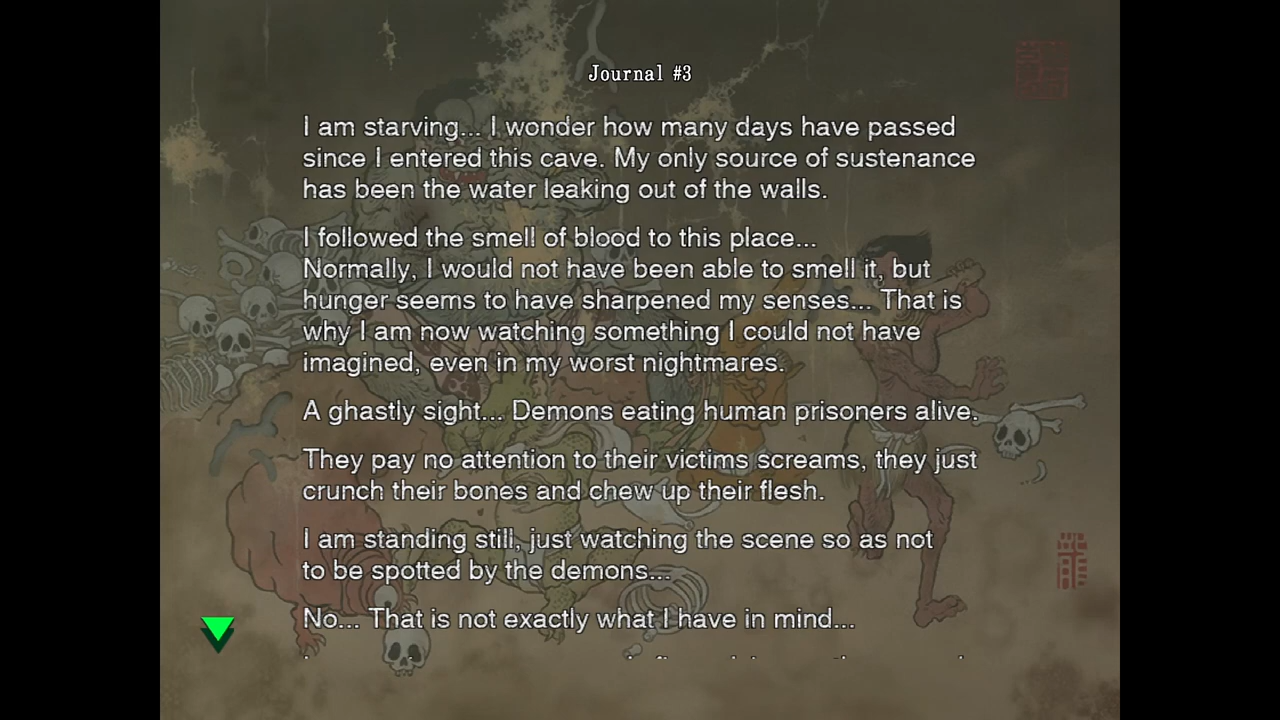 Journal #3
I am starving... I wonder how many days have passed
since I entered this cave. My only source of sustenance
has been the water leaking out of the walls.
I followed the smell of blood to this place...
Normally, I would not have been able to smell it, but
hunger seems to have sharpened my senses... That is
why I am now watching something I could not have
imagined, even in my worst nightmares.
A ghastly sight... Demons eating human prisoners alive.
They pay no attention to their victims screams, they just
crunch their bones and chew up their flesh.
I am standing still, just watching the scene so as not
to be spotted by the demons...
No... That is not exactly what I have in mind...